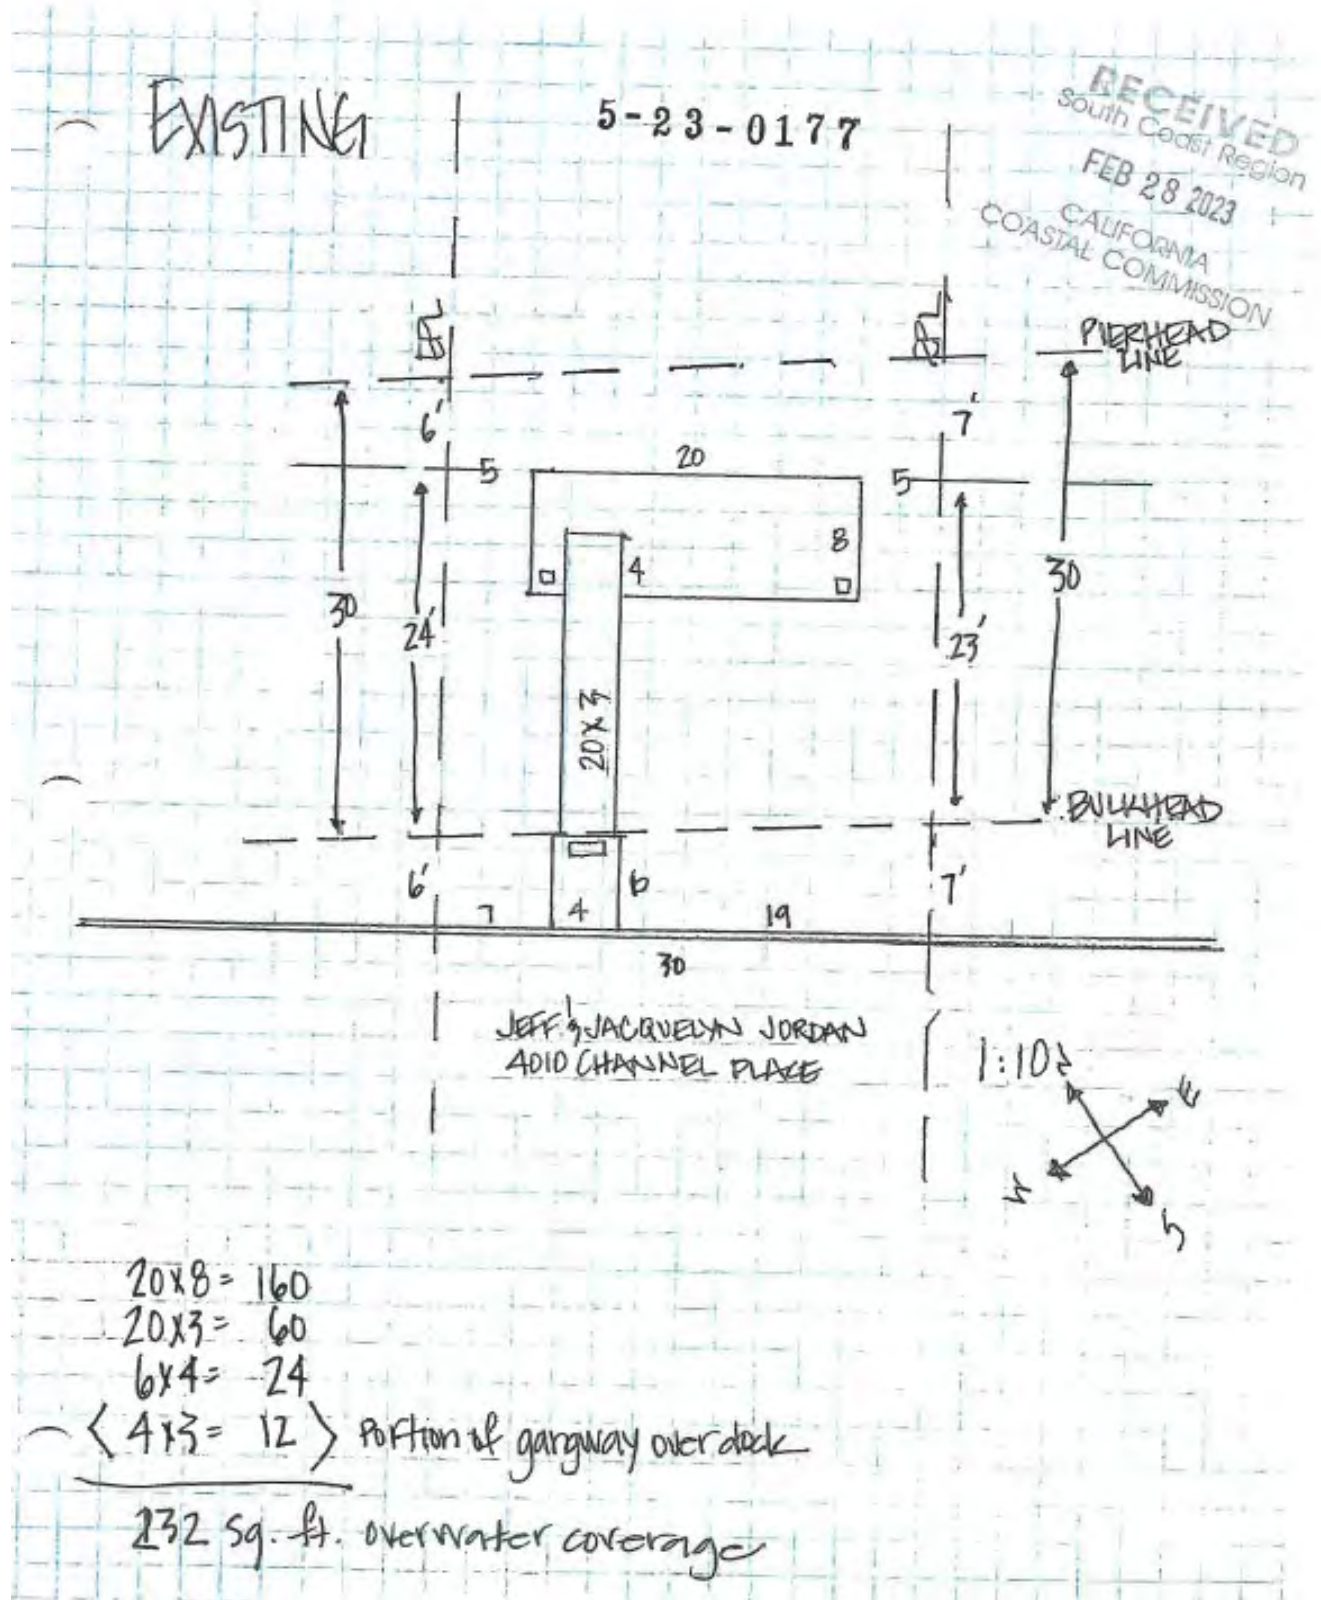 EXISTING
5-23-0177
RECEIVED
South Coast Region
FEB 28 2023
CALIFORNIA
COASTAL COMMISSION
PIERHEAD
LINE
PL
PL
6'
7'
5
20
5
8
4
30
24'
23'
30
20X3
BULKHEAD
LINE
6'
6
7'
7
4
19
30
JEFF & JACQUELYN JORDAN
4010 CHANNEL PLACE
1:10
E
W
S
20x8= 160
20x3= 60
6x4= 24
< 4x3= 12 > Portion of gangway over dock
232 sq. ft. overwater coverage